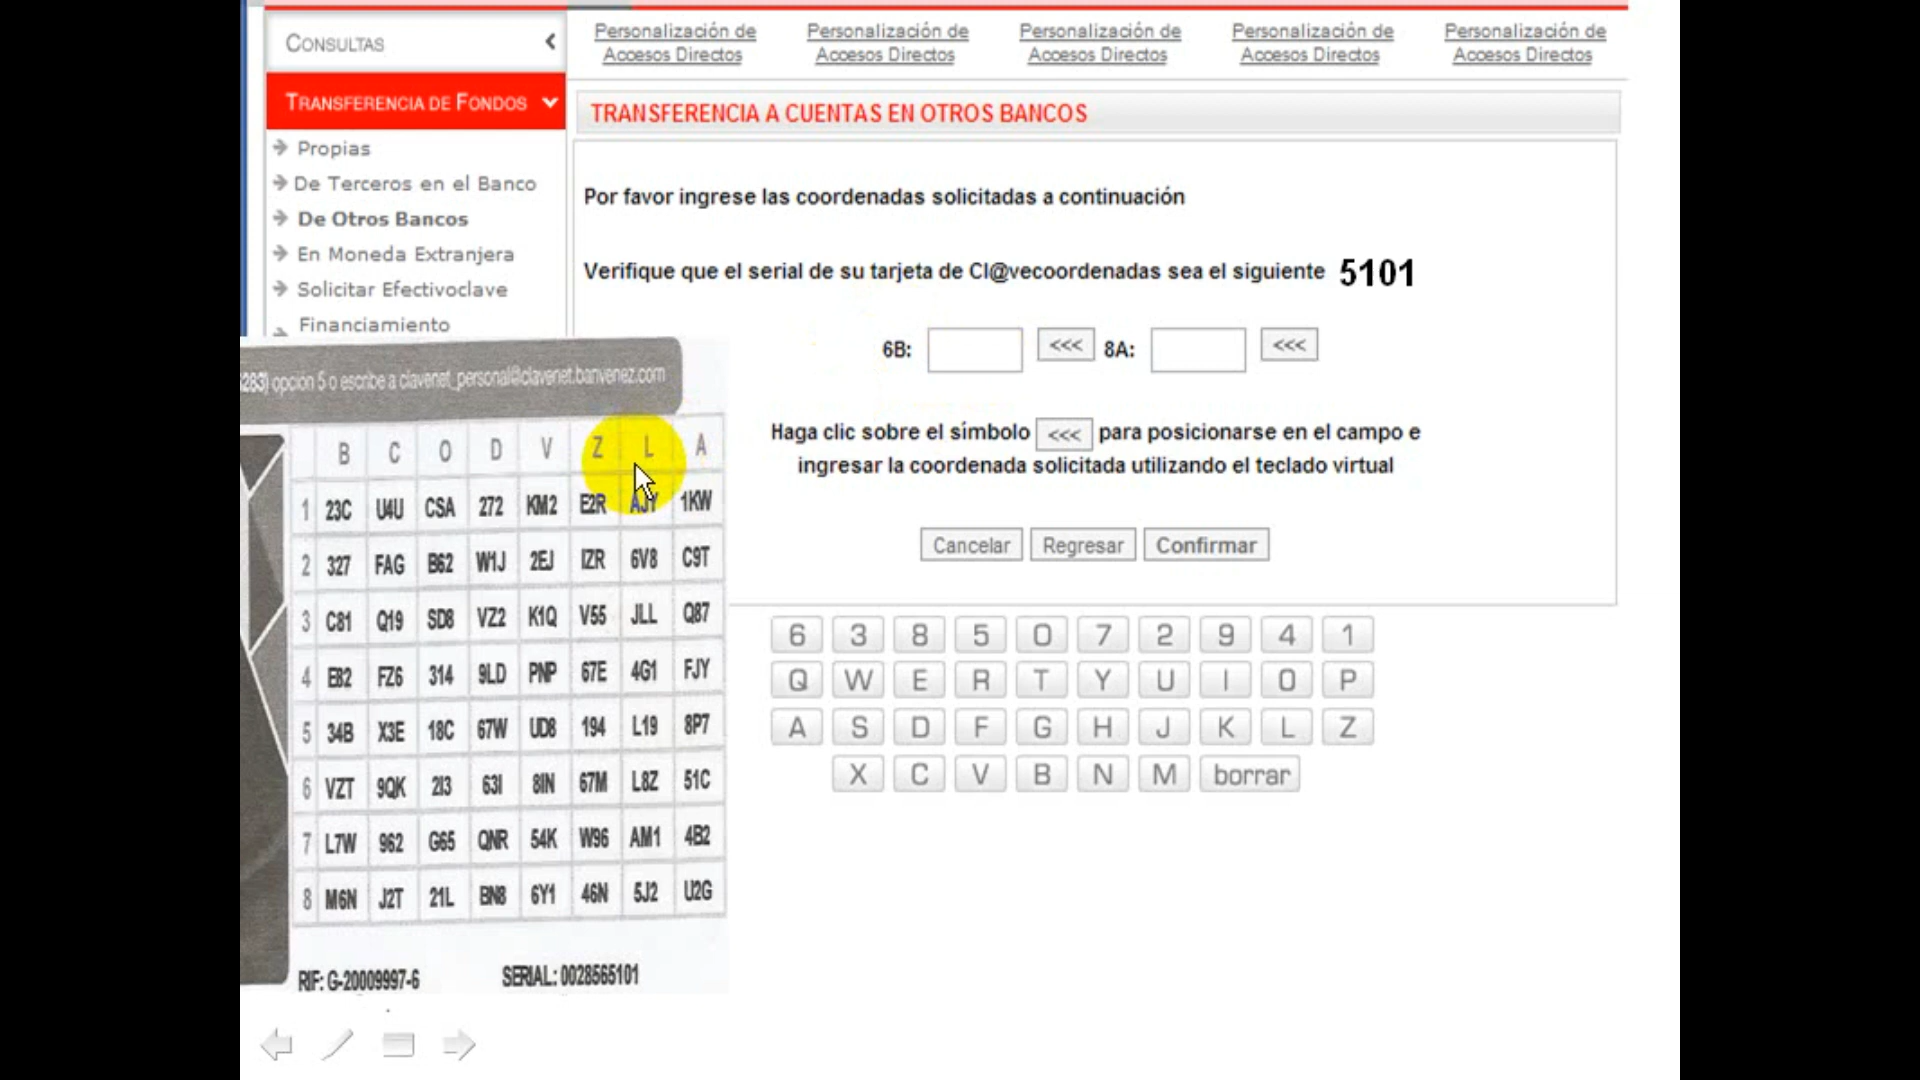 CONSULTAS
TRANSFERENCIA DE FONDOS
Propias
De Terceros en el Banco
De Otros Bancos
En Moneda Extranjera
Solicitar Efectivoclave
Financiamiento
Personalización de Accesos Directos
Personalización de Accesos Directos
Personalización de Accesos Directos
Personalización de Accesos Directos
Personalización de Accesos Directos
TRANSFERENCIA A CUENTAS EN OTROS BANCOS
Por favor ingrese las coordenadas solicitadas a continuación
Verifique que el serial de su tarjeta de Cl@vecoordenadas sea el siguiente 5101
6B: <<< 8A: <<<
Haga clic sobre el símbolo <<< para posicionarse en el campo e
ingresar la coordenada solicitada utilizando el teclado virtual
Cancelar Regresar Confirmar
6 3 8 5 0 7 2 9 4 1
Q W E R T Y U I O P
A S D F G H J K L Z
X C V B N M borrar
283) opción 5 o escribe a clavenet_personal@clavenet.banvenez.com
B C O D V Z L A
1 23C U4U CSA 272 KM2 E2R AJY 1KW
2 327 FAG B62 W1J 2EJ IZR 6V8 C9T
3 C81 Q19 SD8 VZ2 K1Q V55 JLL Q87
4 E82 FZ6 314 9LD PNP 67E 4G1 FJY
5 34B X3E 18C 67W UD8 194 L19 8P7
6 VZT 9QK 2I3 63I 8IN 67M L8Z 51C
7 L7W 962 G65 QNR 54K W96 AM1 4B2
8 M6N J2T 21L BN8 6Y1 46N 5J2 U2G
RIF: G-20009997-6 SERIAL: 0028565101